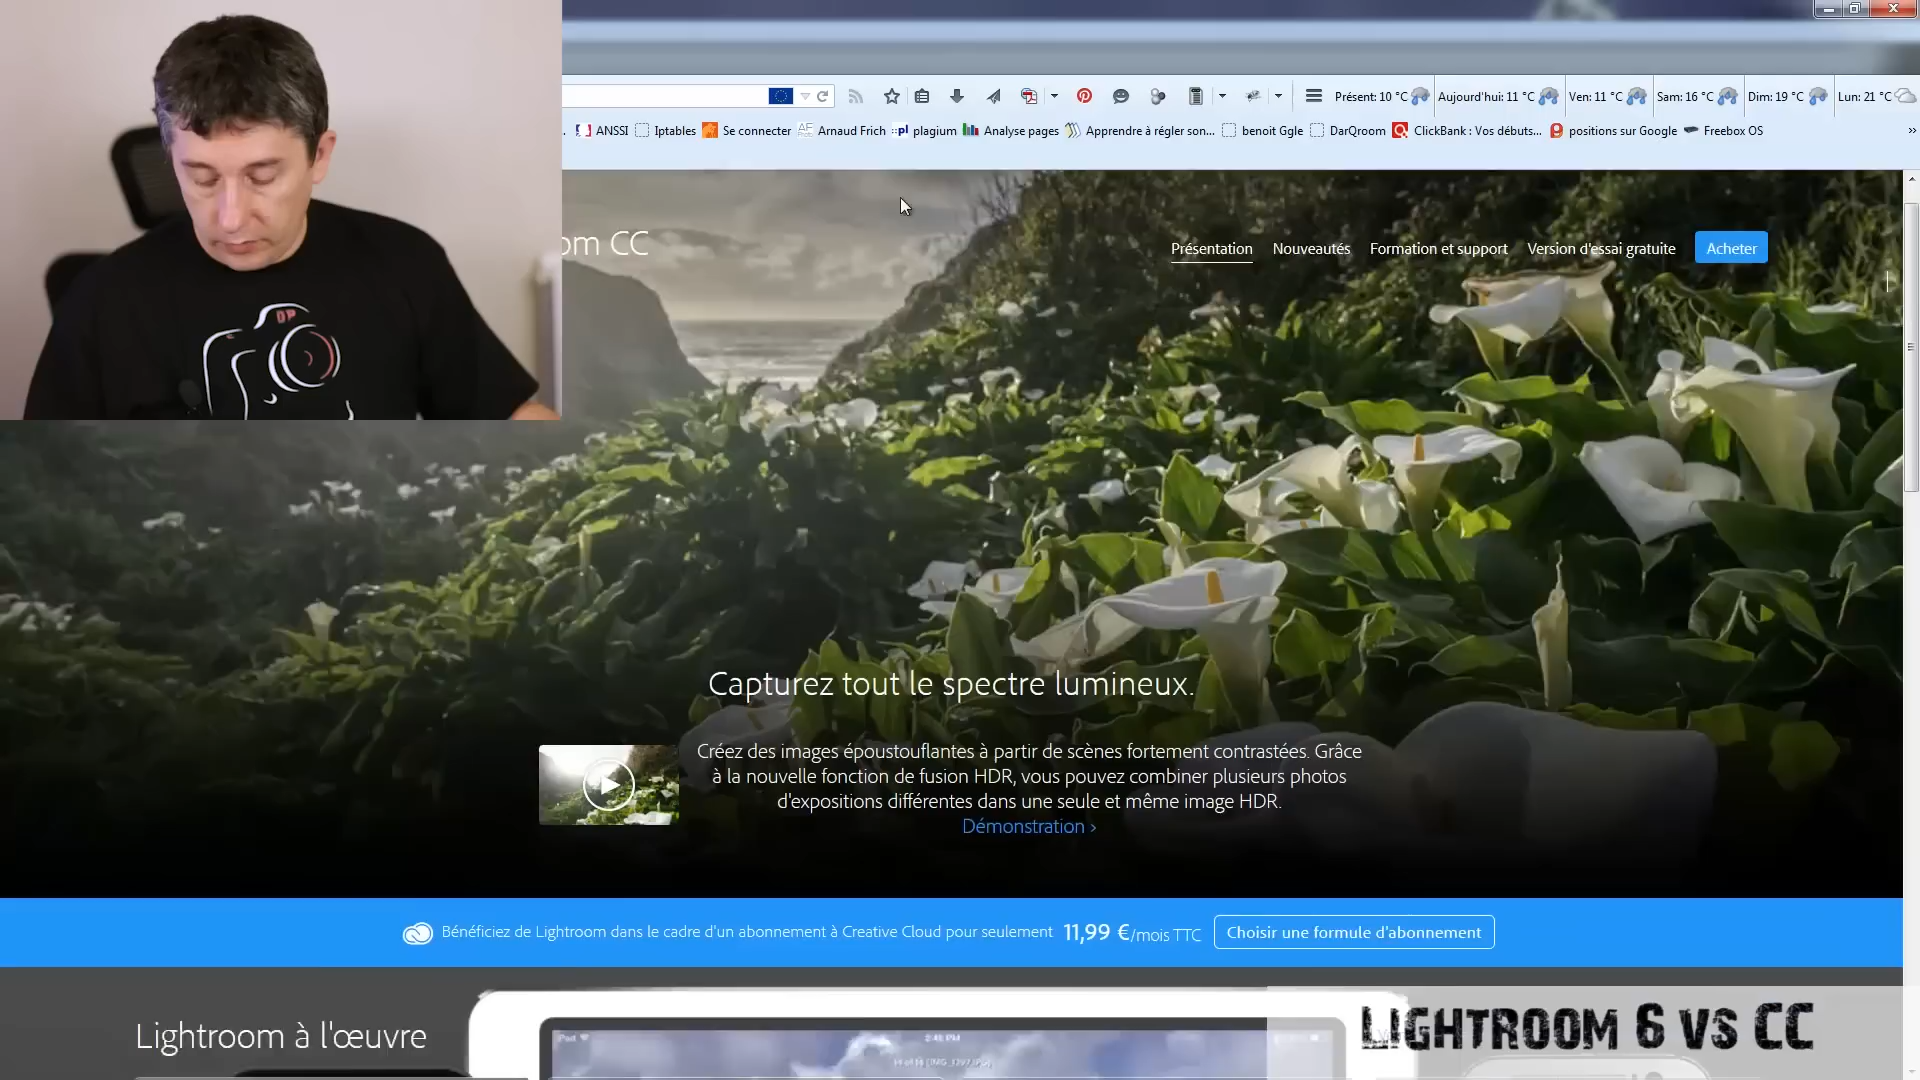 Présent: 10 °C Aujourd'hui: 11 °C Ven: 11 °C Sam: 16 °C Dim: 19 °C Lun: 21 °C
ANSSI Iptables Se connecter Arnaud Frich plagium Analyse pages Apprendre à régler son... benoit Ggle DarQroom ClickBank : Vos débuts... positions sur Google Freebox OS »
om CC
Présentation Nouveautés Formation et support Version d'essai gratuite Acheter
DP
Capturez tout le spectre lumineux.
Créez des images époustouflantes à partir de scènes fortement contrastées. Grâce
à la nouvelle fonction de fusion HDR, vous pouvez combiner plusieurs photos
d'expositions différentes dans une seule et même image HDR.
Démonstration ›
Bénéficiez de Lightroom dans le cadre d'un abonnement à Creative Cloud pour seulement 11,99 €/mois TTC Choisir une formule d'abonnement
Lightroom à l'œuvre
LIGHTROOM 6 VS CC
iPad 2:45 PM